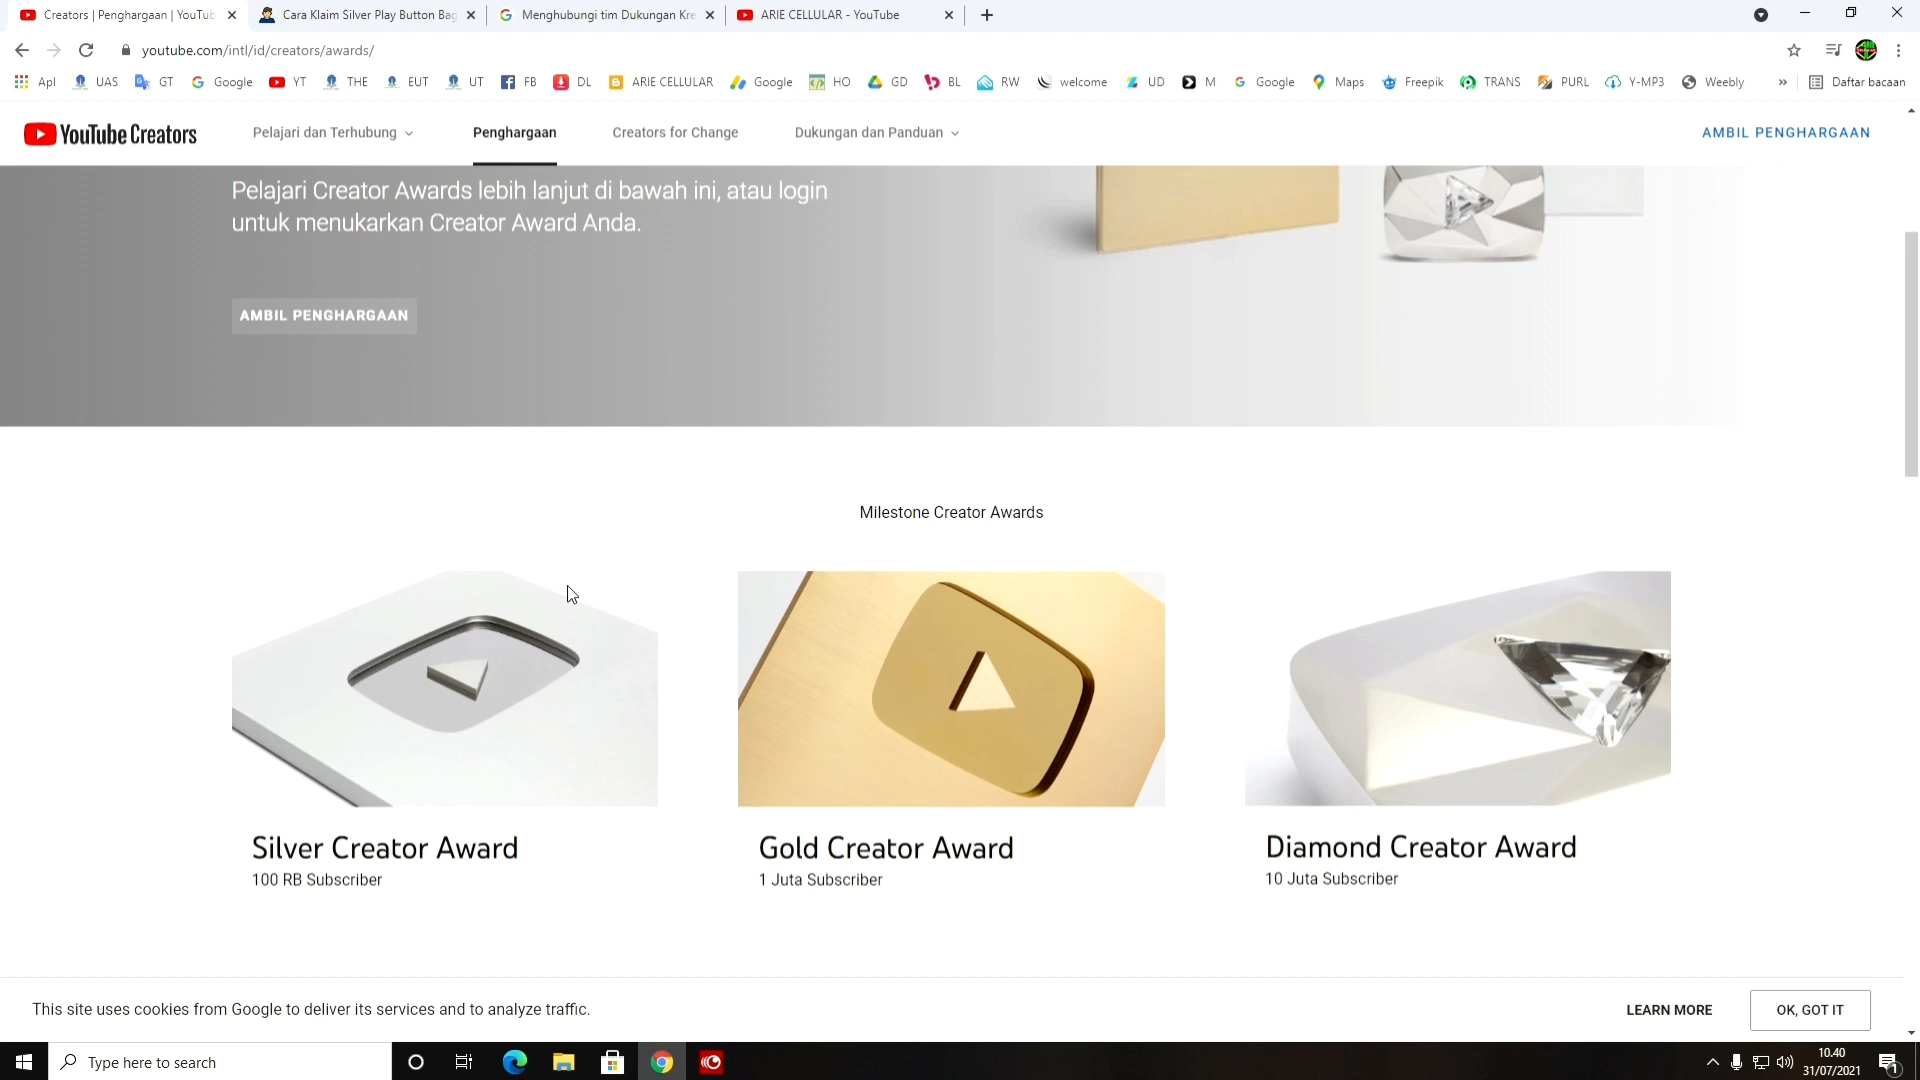 Creators | Penghargaan | YouTub
Cara Klaim Silver Play Button Bag
Menghubungi tim Dukungan Kre
ARIE CELLULAR - YouTube
youtube.com/intl/id/creators/awards/
Apl
UAS
GT
Google
YT
THE
EUT
UT
FB
DL
ARIE CELLULAR
Google
HO
GD
BL
RW
welcome
UD
M
Google
Maps
Freepik
TRANS
PURL
Y-MP3
Weebly
»
Daftar bacaan
YouTube Creators
Pelajari dan Terhubung
Penghargaan
Creators for Change
Dukungan dan Panduan
AMBIL PENGHARGAAN
Pelajari Creator Awards lebih lanjut di bawah ini, atau login
untuk menukarkan Creator Award Anda.
AMBIL PENGHARGAAN
Milestone Creator Awards
Silver Creator Award
100 RB Subscriber
Gold Creator Award
1 Juta Subscriber
Diamond Creator Award
10 Juta Subscriber
This site uses cookies from Google to deliver its services and to analyze traffic.
LEARN MORE
OK, GOT IT
Type here to search
10.40
31/07/2021
1